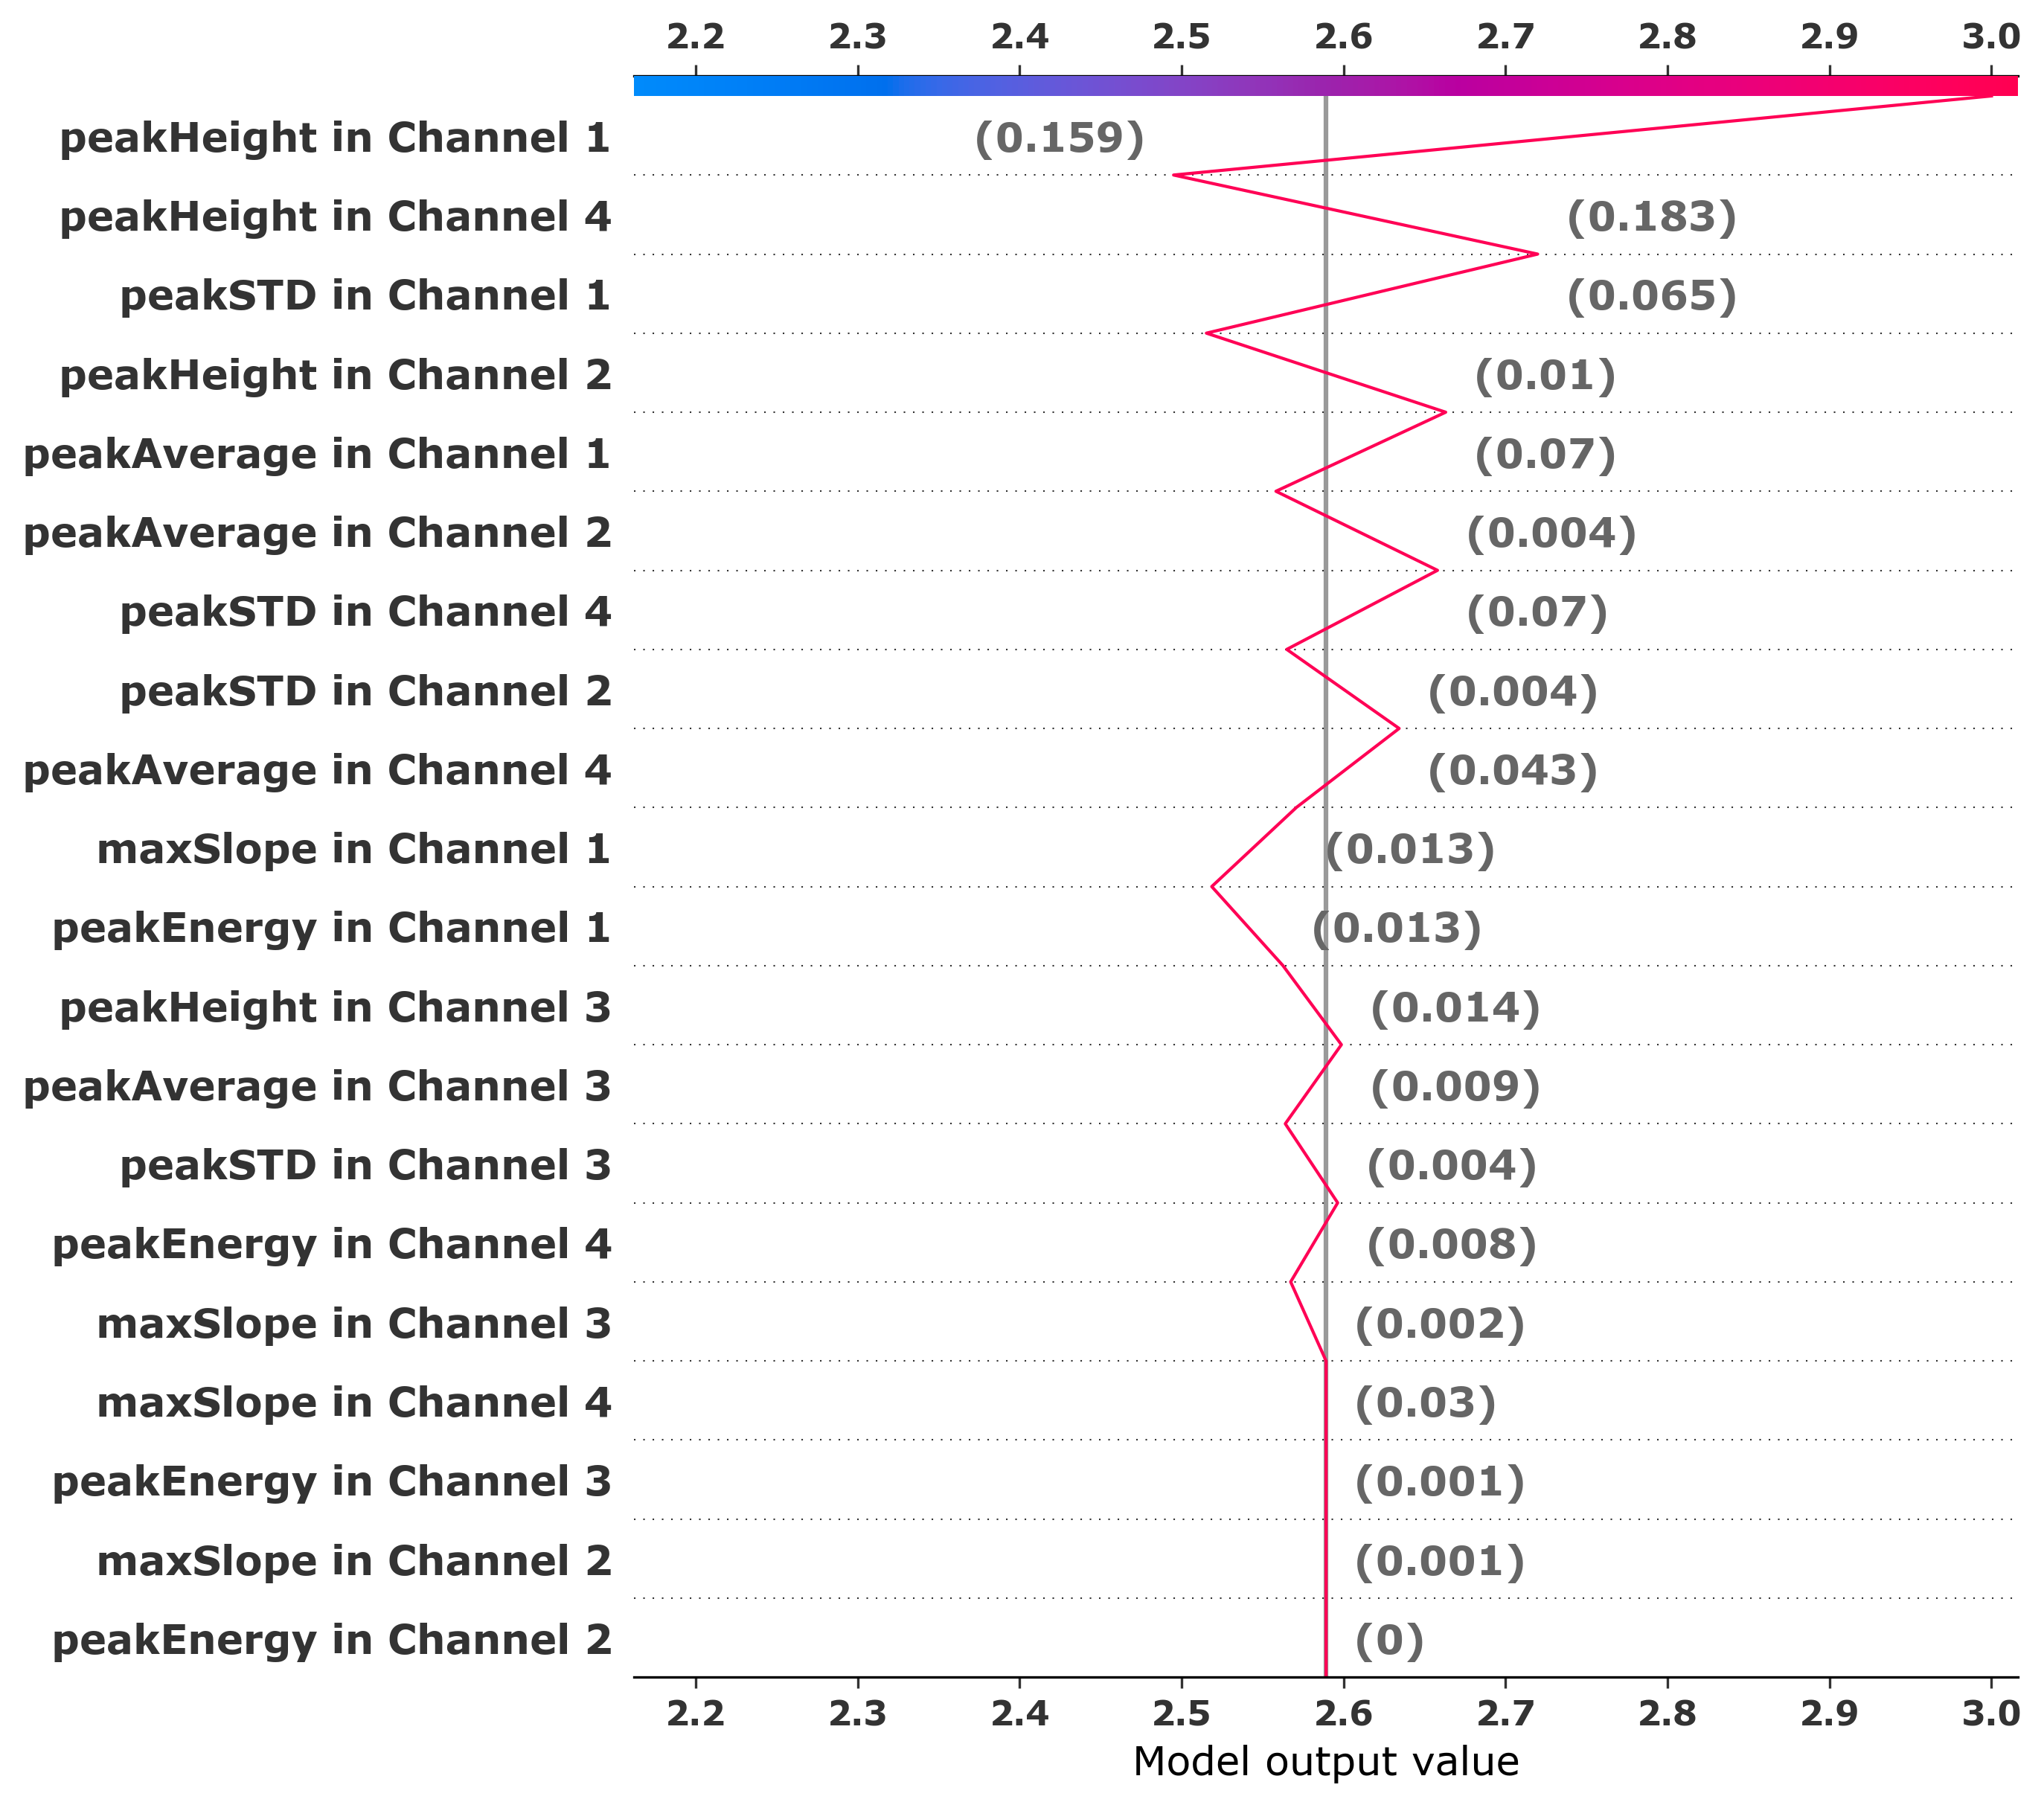 2.2 2.3 2.4 2.5 2.6 2.7 2.8 2.9 3.0
peakHeight in Channel 1 (0.159)
peakHeight in Channel 4 (0.183)
peakSTD in Channel 1 (0.065)
peakHeight in Channel 2 (0.01)
peakAverage in Channel 1 (0.07)
peakAverage in Channel 2 (0.004)
peakSTD in Channel 4 (0.07)
peakSTD in Channel 2 (0.004)
peakAverage in Channel 4 (0.043)
maxSlope in Channel 1 (0.013)
peakEnergy in Channel 1 (0.013)
peakHeight in Channel 3 (0.014)
peakAverage in Channel 3 (0.009)
peakSTD in Channel 3 (0.004)
peakEnergy in Channel 4 (0.008)
maxSlope in Channel 3 (0.002)
maxSlope in Channel 4 (0.03)
peakEnergy in Channel 3 (0.001)
maxSlope in Channel 2 (0.001)
peakEnergy in Channel 2 (0)
2.2 2.3 2.4 2.5 2.6 2.7 2.8 2.9 3.0
Model output value